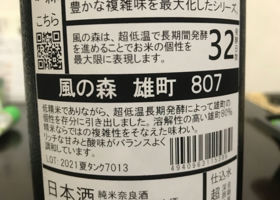 こちら
豊かな複雑味を最大化したシリーズ
風の森は、超低温で長期間発酵
を進めることでお米の個性を
最大限に表現します。
32
風の森 雄町 807
低精米でありながら、超低温長期発酵によって雄町の
個性を存分に引き出しました。溶解性の高い雄町80%
精米ならではの複雑性をそなえた味わい。
リッチな甘みと酸味がバランスよく
調和しています。
LOT: 2021夏タンク7013
日本酒
純米奈良酒
仕込水
超